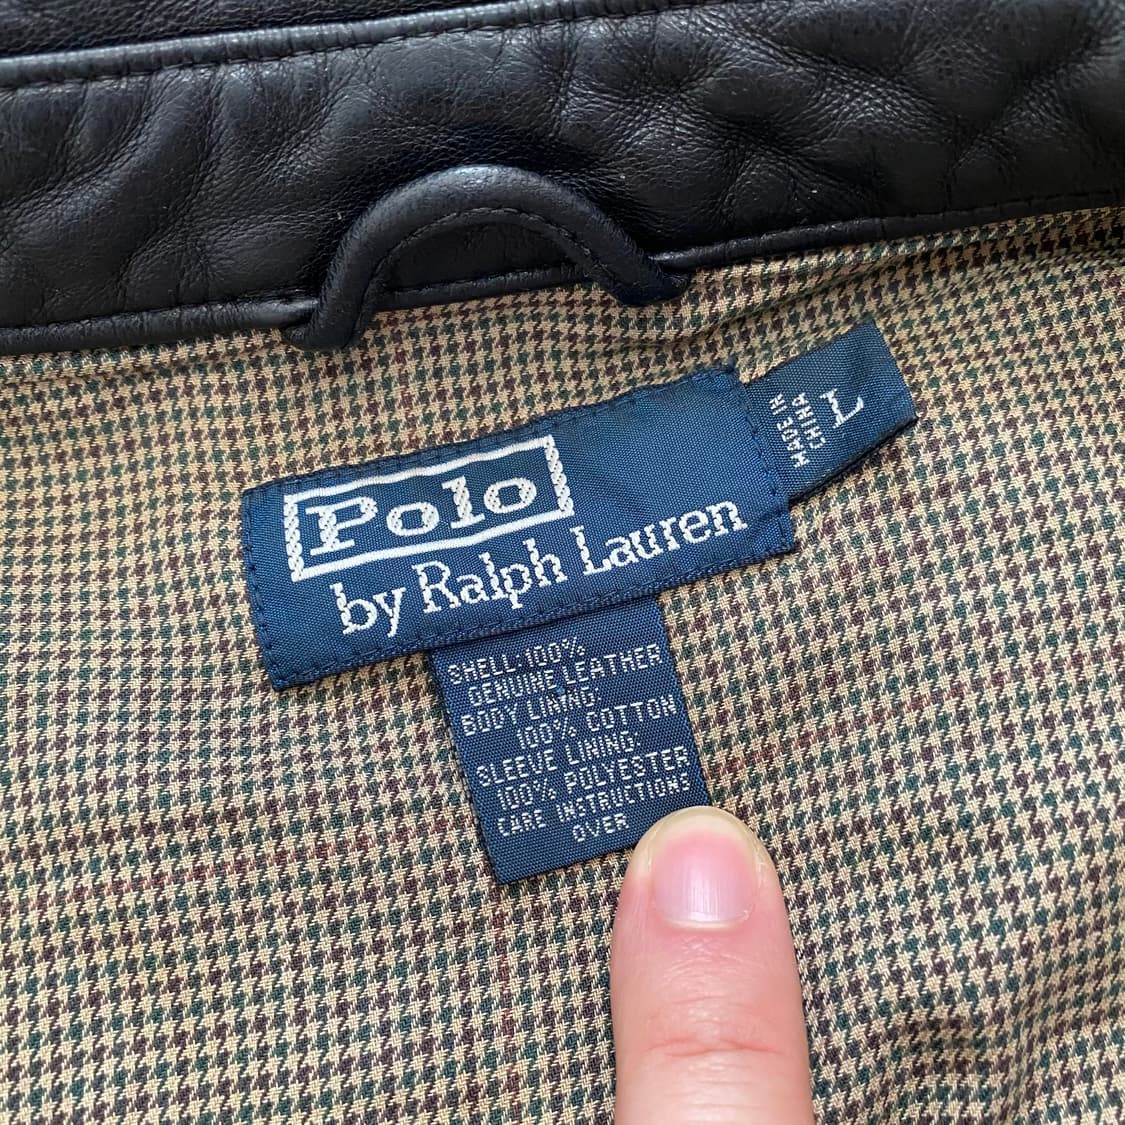 Polo
by Ralph Lauren
L
MADE IN
CHINA
SHELL:100%
GENUINE LEATHER
BODY LINING:
100% COTTON
SLEEVE LINING:
100% POLYESTER
CARE INSTRUCTIONS
OVER